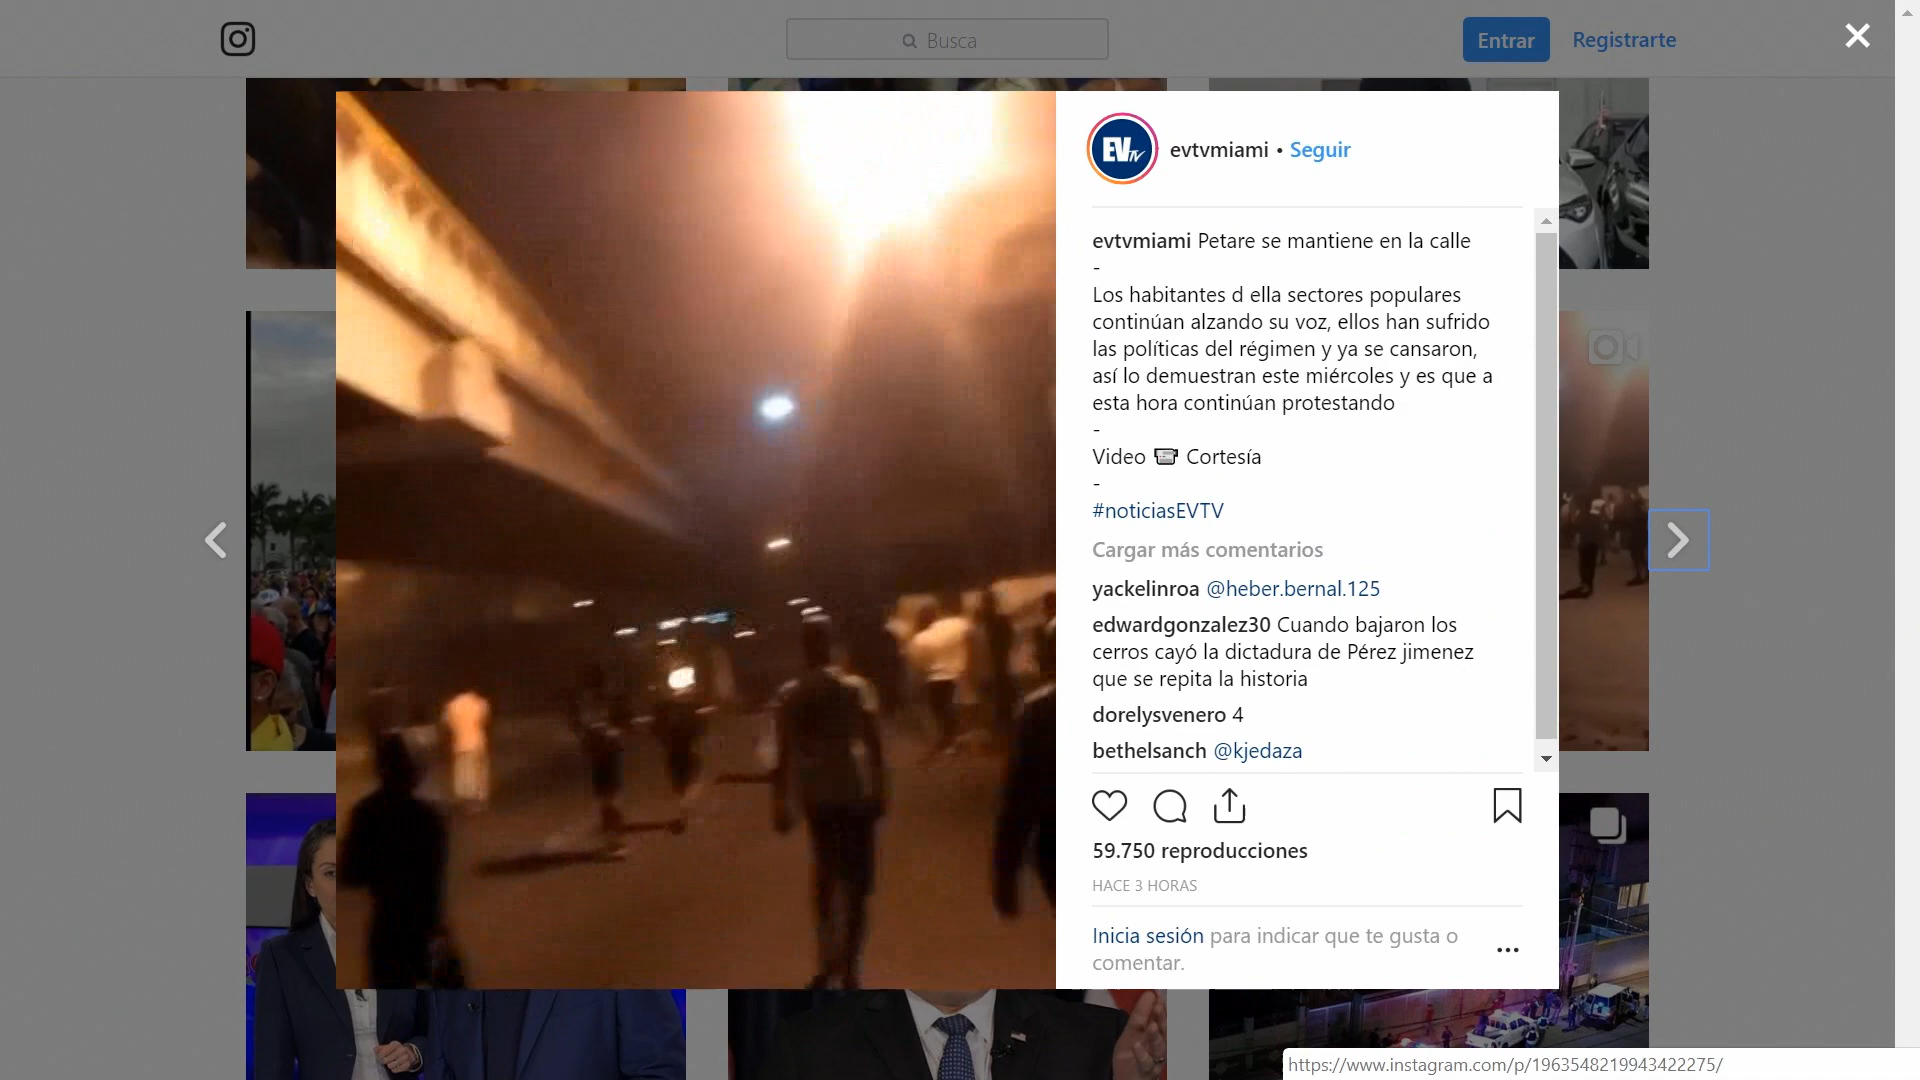 Busca
Entrar
Registrarte
EVTV
evtvmiami • Seguir
evtvmiami Petare se mantiene en la calle
-
Los habitantes d ella sectores populares
continúan alzando su voz, ellos han sufrido
las políticas del régimen y ya se cansaron,
así lo demuestran este miércoles y es que a
esta hora continúan protestando
-
Video 📹 Cortesía
-
#noticiasEVTV
Cargar más comentarios
yackelinroa @heber.bernal.125
edwardgonzalez30 Cuando bajaron los
cerros cayó la dictadura de Pérez jimenez
que se repita la historia
dorelysvenero 4
bethelsanch @kjedaza
59.750 reproducciones
HACE 3 HORAS
Inicia sesión para indicar que te gusta o
comentar.
https://www.instagram.com/p/1963548219943422275/